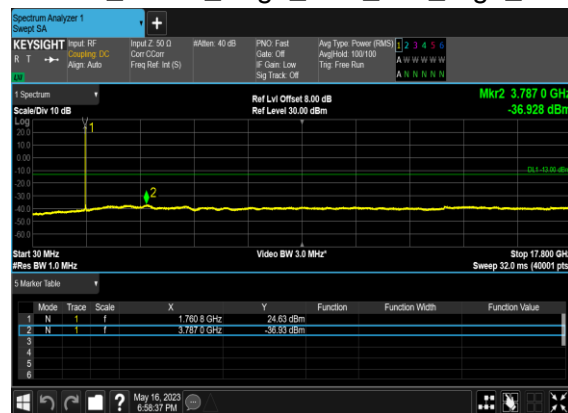 Spectrum Analyzer 1
Swept SA
KEYSIGHT
R T
Input: RF
Coupling: DC
Align: Auto
Input Z: 50 Ω
Corr CCorr
Freq Ref: Int (S)
#Atten: 40 dB
PNO: Fast
Gate: Off
IF Gain: Low
Sig Track: Off
Avg Type: Power (RMS)
Avg|Hold: 100/100
Trig: Free Run
1 2 3 4 5 6
A W W W W W
A N N N N N
1 Spectrum
Scale/Div 10 dB
Ref Lvl Offset 8.00 dB
Ref Level 30.00 dBm
Mkr2 3.787 0 GHz
-36.928 dBm
Log
20.0
10.0
0.00
-10.0
-20.0
-30.0
-40.0
-50.0
-60.0
1
2
DL1 -13.00 dBm
Start 30 MHz
#Res BW 1.0 MHz
Video BW 3.0 MHz*
Stop 17.800 GHz
Sweep 32.0 ms (40001 pts
5 Marker Table
Mode Trace Scale X Y Function Function Width Function Value
1 N 1 f 1.760 8 GHz 24.63 dBm
2 N 1 f 3.787 0 GHz -36.93 dBm
3
4
5
6
?
May 16, 2023
6:58:37 PM